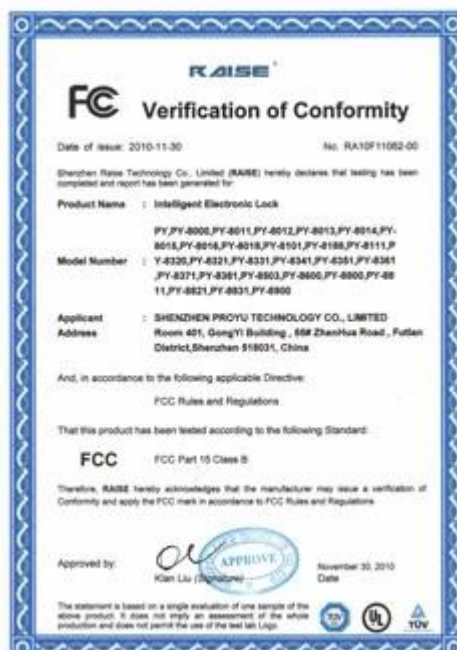 RAISE
FC Verification of Conformity
Date of issue: 2010-11-30 No. RA10F11082-00
Shenzhen Raise Technology Co., Limited (RAISE) hereby declares that testing has been
completed and report has been generated for:
Product Name : Intelligent Electronic Lock
PY,PY-8000,PY-8011,PY-8012,PY-8013,PY-8014,PY-
8015,PY-8016,PY-8018,PY-8101,PY-8188,PY-8111,P
Model Number : Y-8320,PY-8321,PY-8331,PY-8341,PY-8351,PY-8361
,PY-8371,PY-8381,PY-8503,PY-8600,PY-8800,PY-88
11,PY-8821,PY-8831,PY-8900
Applicant : SHENZHEN PROYU TECHNOLOGY CO., LIMITED
Address Room 401, GongYi Building , 88# ZhenHua Road , Futian
District,Shenzhen 518031, China
And, in accordance to the following applicable Directive:
FCC Rules and Regulations
That this product has been tested according to the following Standard:
FCC FCC Part 15 Class B
Therefore, RAISE hereby acknowledges that the manufacturer may issue a verification of
Conformity and apply the FCC mark in accordance to FCC Rules and Regulations
APPROVE
Approved by: November 30, 2010
Klan Liu (Signature) Date
The statement is based on a single evaluation of one sample of the
above product. It does not imply an assessment of the whole
production and does not permit the use of the test lab Logo.
TUV UL TÜV